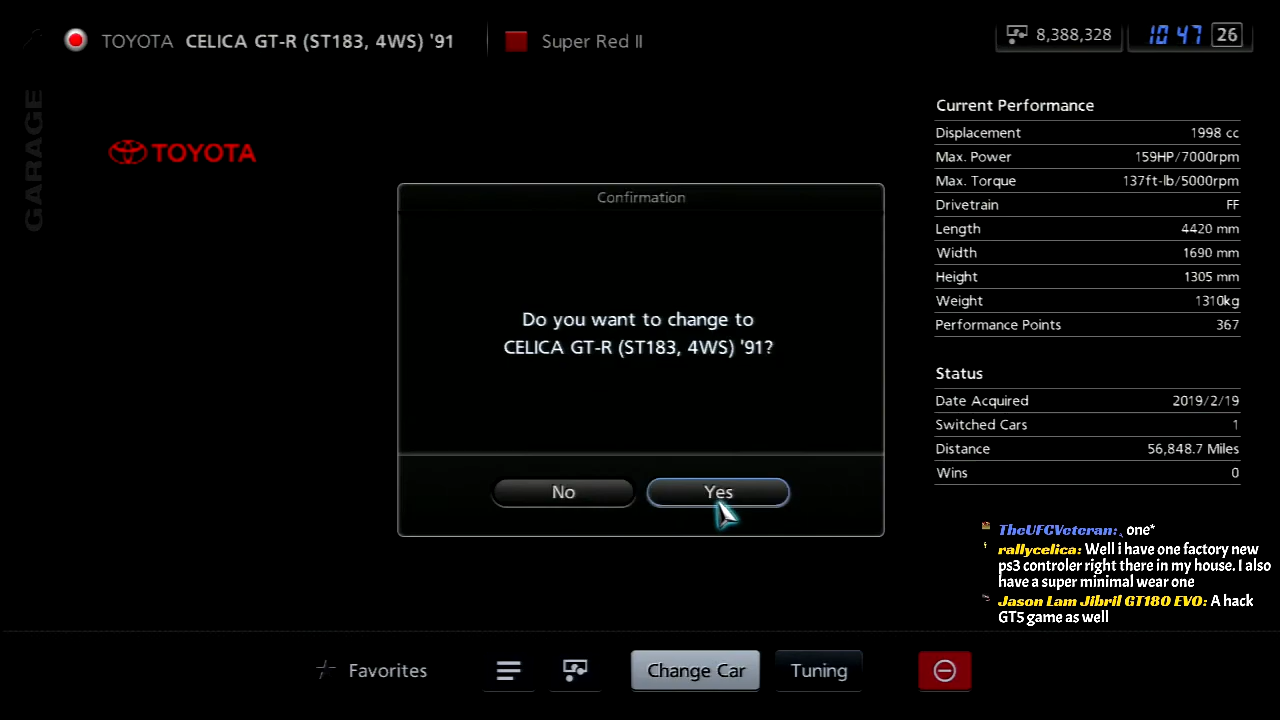 TOYOTA CELICA GT-R (ST183, 4WS) '91 Super Red II 8,388,328 10 47 26
GARAGE
TOYOTA
Current Performance
Displacement 1998 cc
Max. Power 159HP/7000rpm
Max. Torque 137ft-lb/5000rpm
Drivetrain FF
Length 4420 mm
Width 1690 mm
Height 1305 mm
Weight 1310kg
Performance Points 367
Status
Date Acquired 2019/2/19
Switched Cars 1
Distance 56,848.7 Miles
Wins 0
Confirmation
Do you want to change to
CELICA GT-R (ST183, 4WS) '91?
No Yes
TheUFCVeteran: one*
rallycelica: Well i have one factory new
ps3 controler right there in my house. I also
have a super minimal wear one
Jason Lam Jibril GT180 EVO: A hack
GT5 game as well
Favorites Change Car Tuning